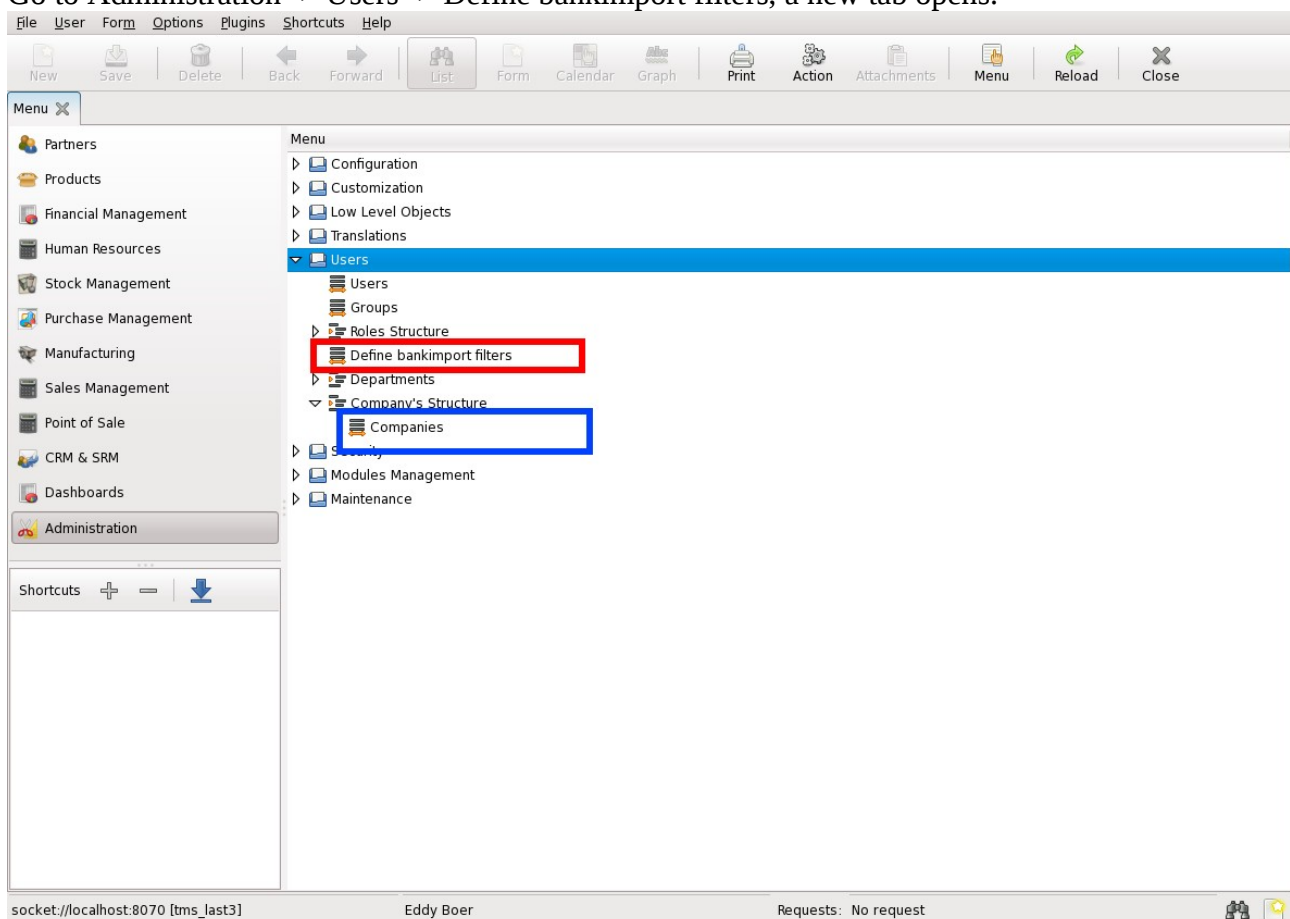 Go to Administration → Users → Define bankimport filters, a new tab opens:
File User Form Options Plugins Shortcuts Help
New Save Delete Back Forward List Form Calendar Graph Print Action Attachments Menu Reload Close
Menu
Partners
Products
Financial Management
Human Resources
Stock Management
Purchase Management
Manufacturing
Sales Management
Point of Sale
CRM & SRM
Dashboards
Administration
Shortcuts
Menu
Configuration
Customization
Low Level Objects
Translations
Users
Users
Groups
Roles Structure
Define bankimport filters
Departments
Company's Structure
Companies
Security
Modules Management
Maintenance
socket://localhost:8070 [tms_last3] Eddy Boer Requests: No request